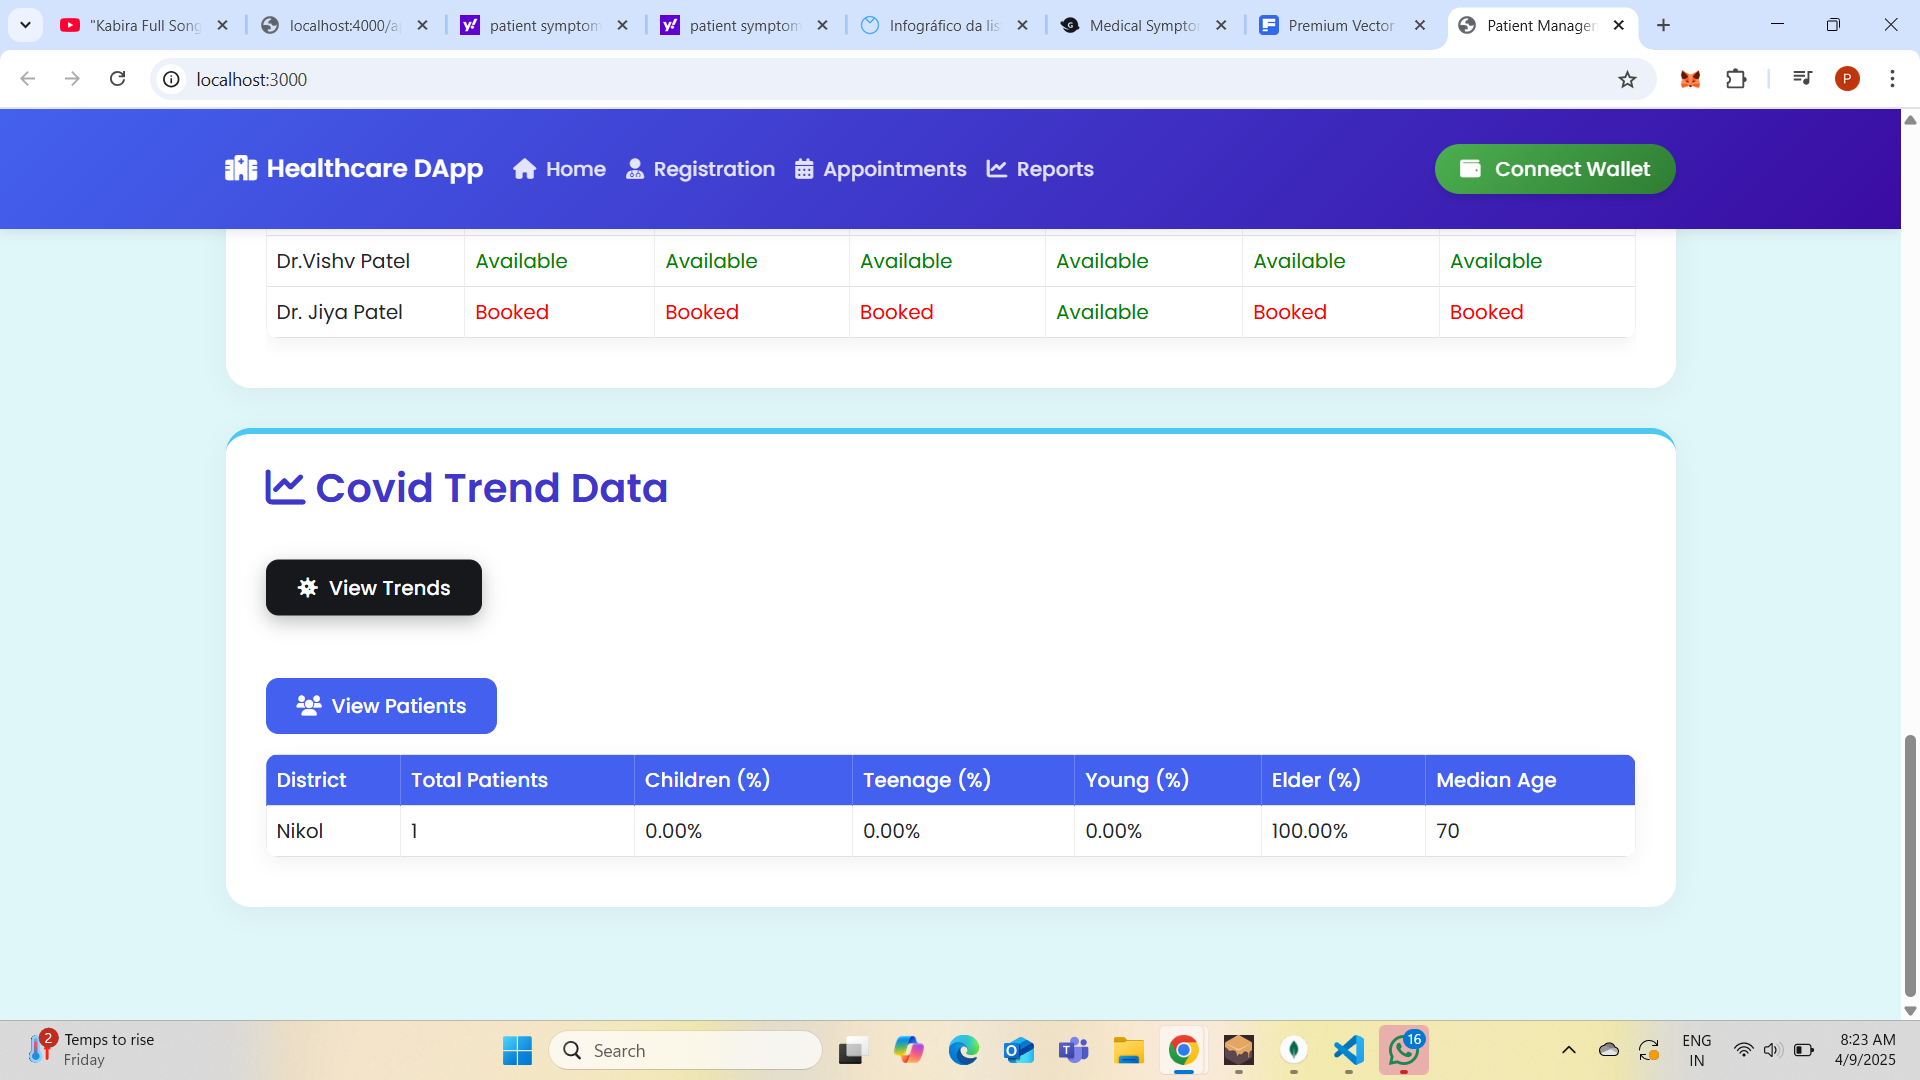 "Kabira Full Song
localhost:4000/a
patient symptom
patient symptom
Infográfico da lis
Medical Sympto
Premium Vector
Patient Manager
localhost:3000
P
Healthcare DApp
Home
Registration
Appointments
Reports
Connect Wallet
Dr.Vishv Patel Available Available Available Available Available Available
Dr. Jiya Patel Booked Booked Booked Available Booked Booked
Covid Trend Data
View Trends
View Patients
District Total Patients Children (%) Teenage (%) Young (%) Elder (%) Median Age
Nikol 1 0.00% 0.00% 0.00% 100.00% 70
2
Temps to rise
Friday
Search
16
ENG
IN
8:23 AM
4/9/2025